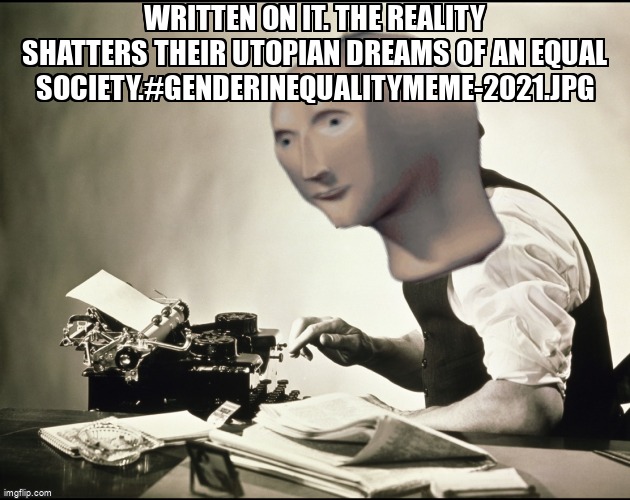 WRITTEN ON IT. THE REALITY
SHATTERS THEIR UTOPIAN DREAMS OF AN EQUAL
SOCIETY.#GENDERINEQUALITYMEME-2021.JPG
imgflip.com